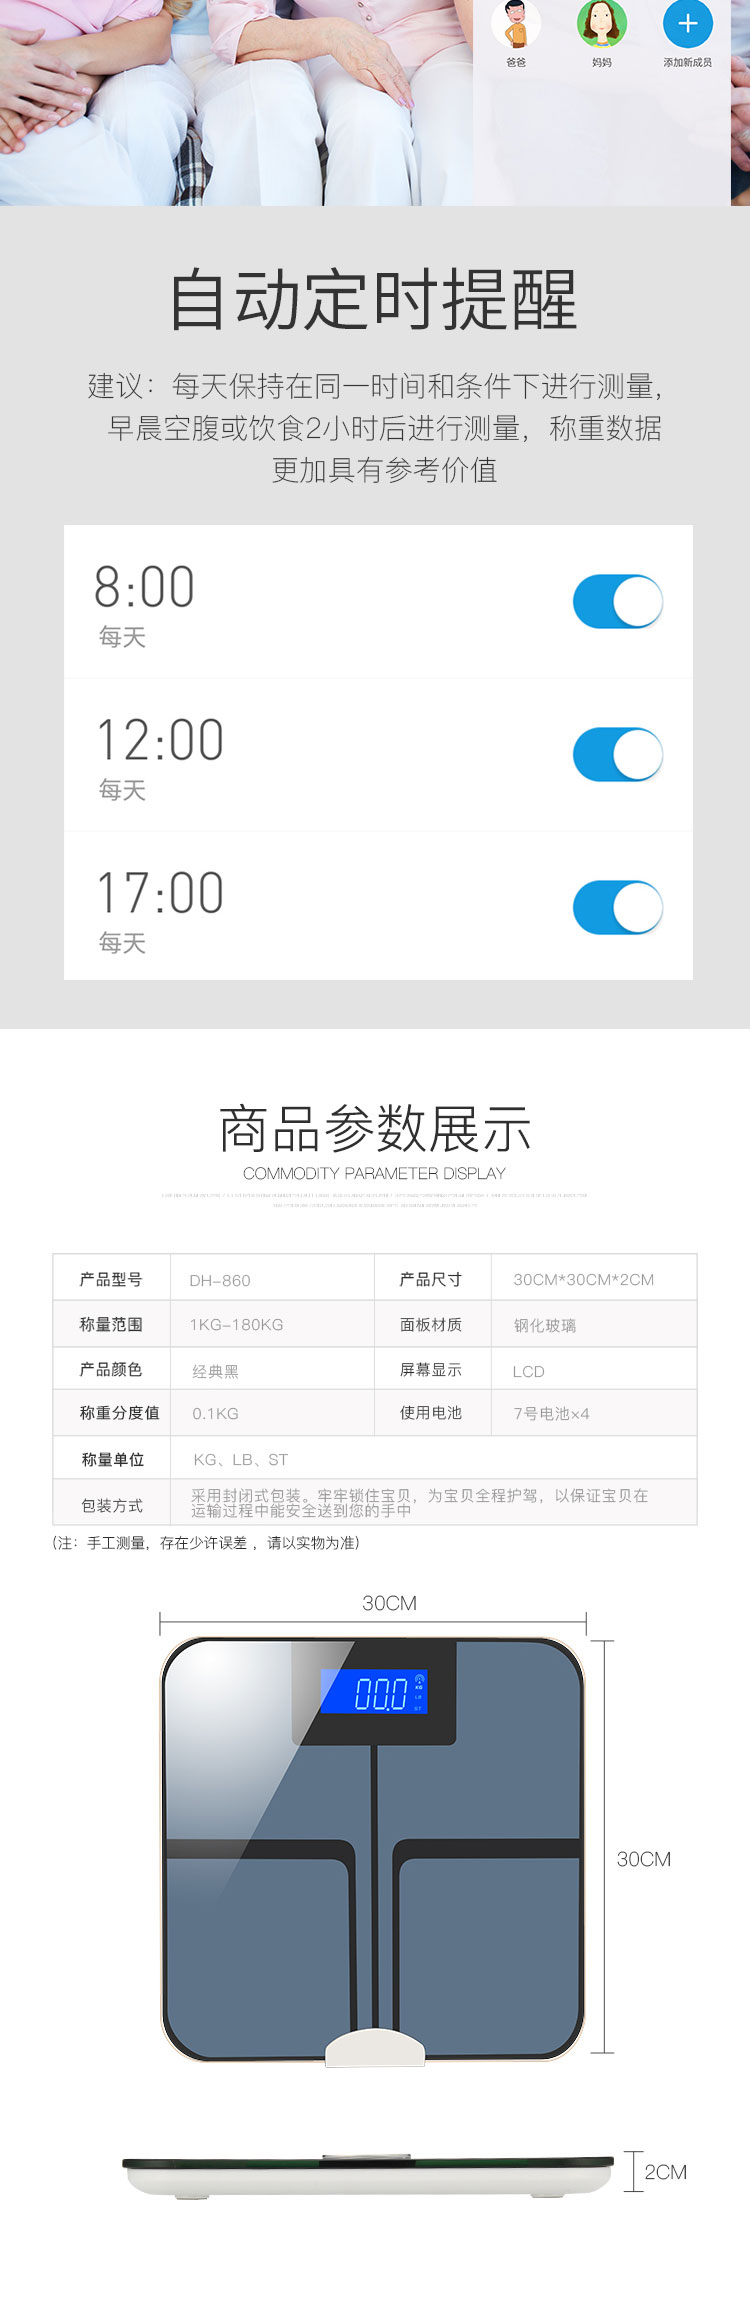 爸爸 妈妈 添加新成员
自动定时提醒
建议：每天保持在同一时间和条件下进行测量，
早晨空腹或饮食2小时后进行测量，称重数据
更加具有参考价值
8:00
每天
12:00
每天
17:00
每天
商品参数展示
COMMODITY PARAMETER DISPLAY
产品型号 DH-860 产品尺寸 30CM*30CM*2CM
称量范围 1KG-180KG 面板材质 钢化玻璃
产品颜色 经典黑 屏幕显示 LCD
称重分度值 0.1KG 使用电池 7号电池×4
称量单位 KG、LB、ST
包装方式 采用封闭式包装。牢牢锁住宝贝，为宝贝全程护驾，以保证宝贝在
运输过程中能安全送到您的手中
(注：手工测量，存在少许误差 ，请以实物为准)
30CM
00.0
KG
LB
ST
30CM
2CM